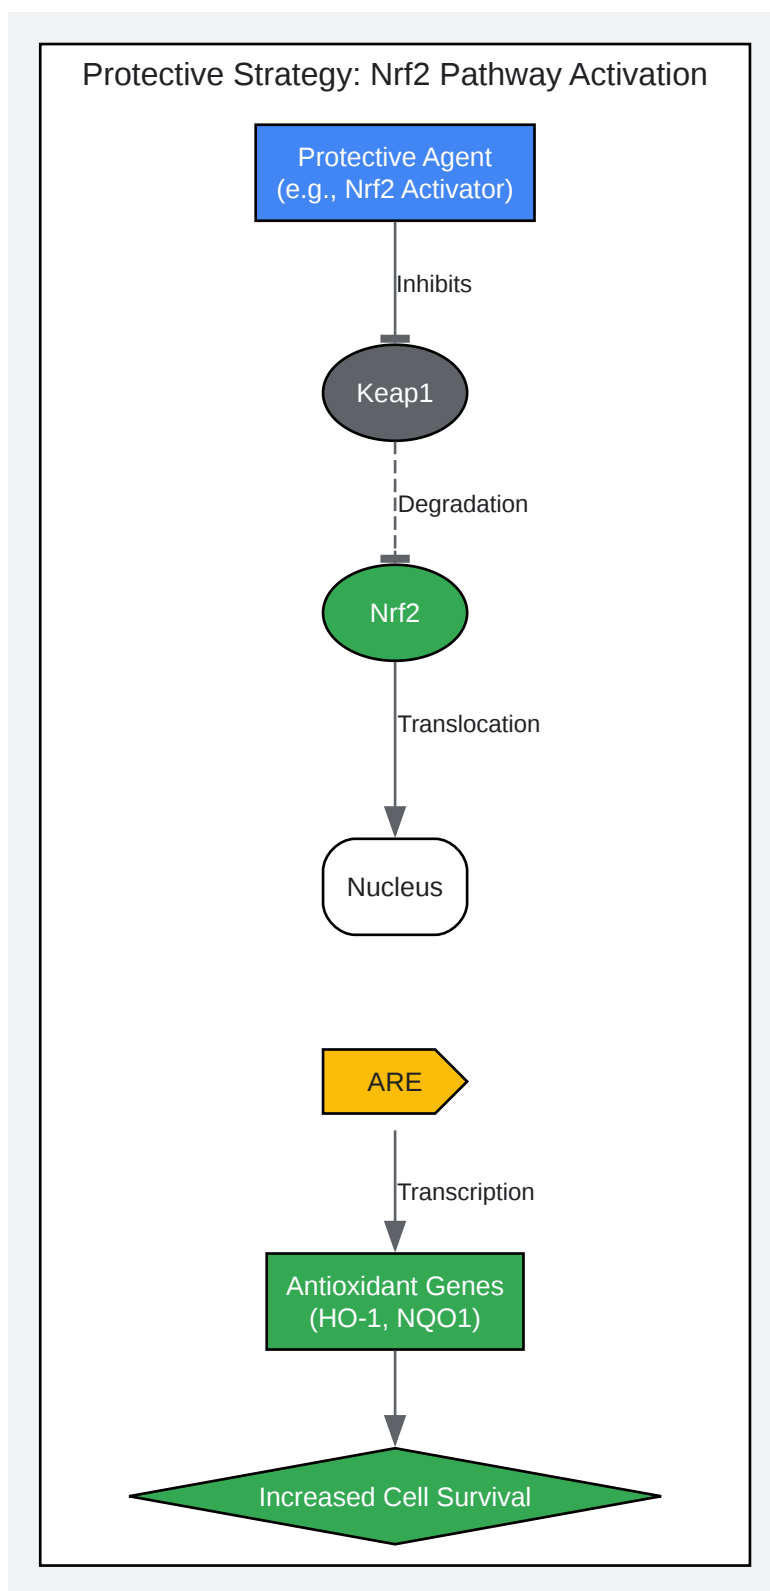 Protective Strategy: Nrf2 Pathway Activation
Protective Agent
(e.g., Nrf2 Activator)
Inhibits
Keap1
Degradation
Nrf2
Translocation
Nucleus
ARE
Transcription
Antioxidant Genes
(HO-1, NQO1)
Increased Cell Survival